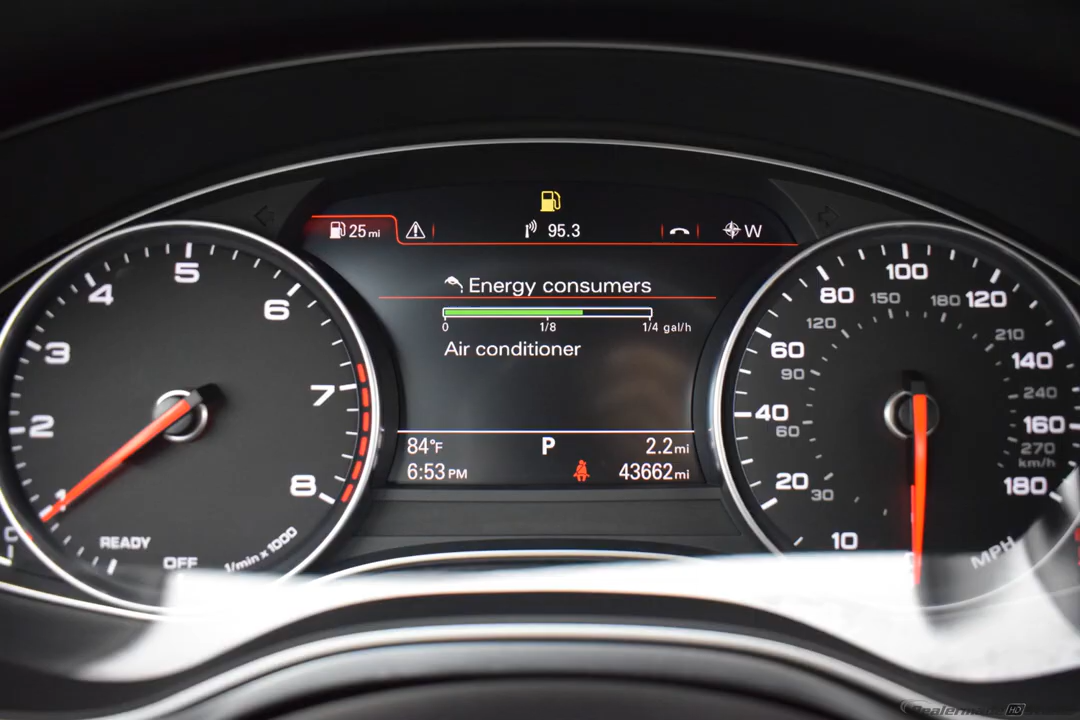 25 mi
95.3
W
Energy consumers
0 1/8 1/4 gal/h
Air conditioner
84°F P 2.2 mi
6:53 PM 43662 mi
1 2 3 4 5 6 7 8
READY
OFF
1/min x 1000
10 20 40 60 80 100 120 140 160 180
30 60 90 120 150 180 210 240 270
km/h
MPH
C
HD